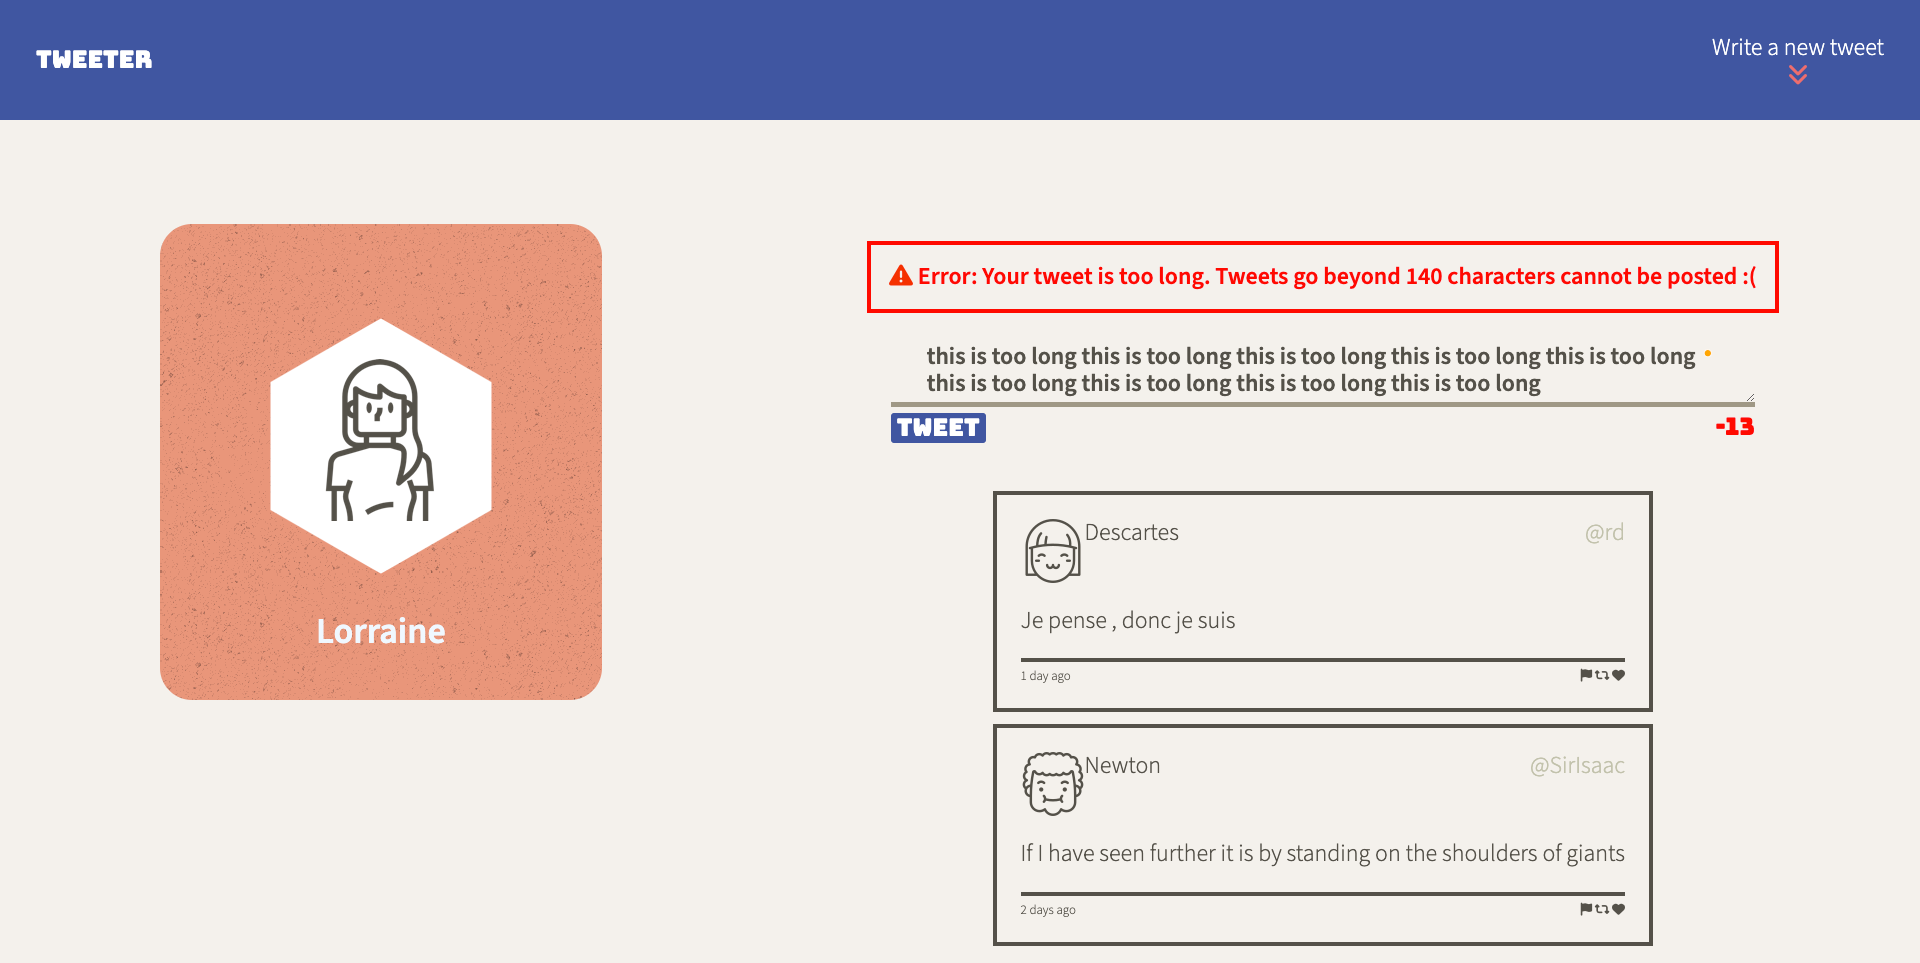 TWEETER
Write a new tweet
Lorraine
Error: Your tweet is too long. Tweets go beyond 140 characters cannot be posted :(
this is too long this is too long this is too long this is too long this is too long
this is too long this is too long this is too long this is too long
TWEET
-13
Descartes
@rd
Je pense , donc je suis
1 day ago
Newton
@SirIsaac
If I have seen further it is by standing on the shoulders of giants
2 days ago